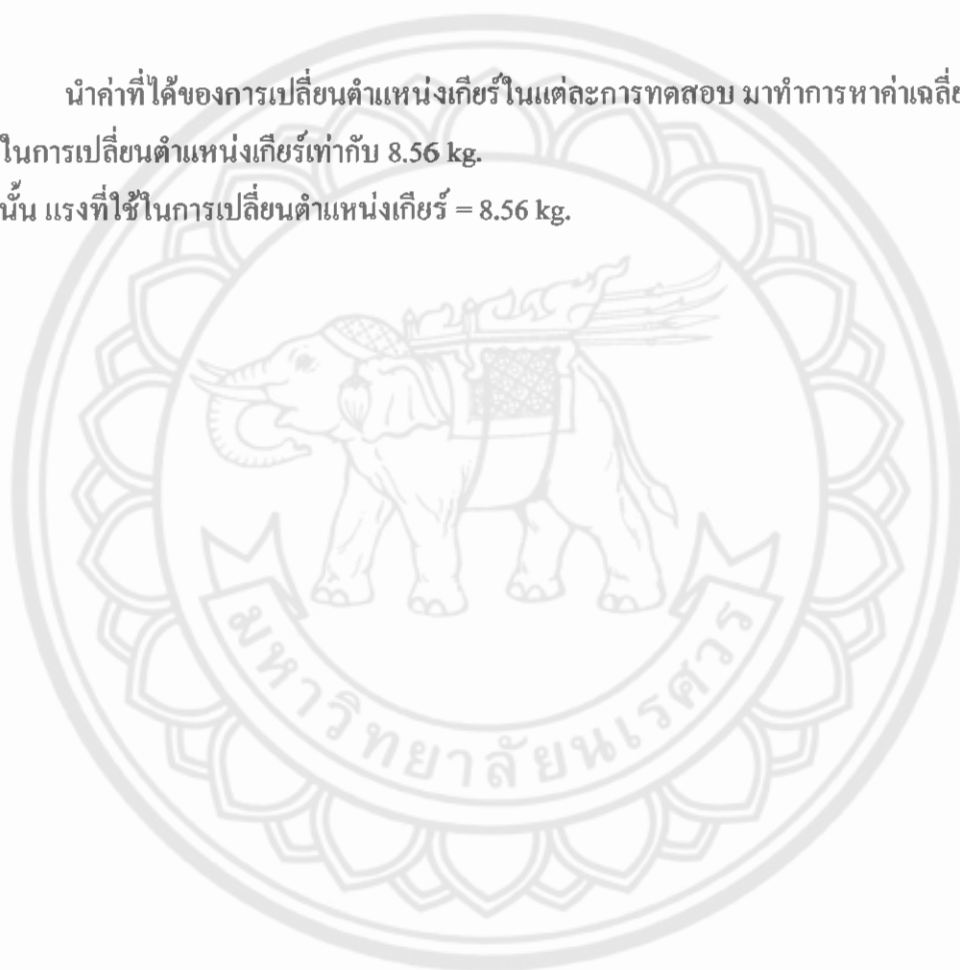 นำค่าที่ได้ของการเปลี่ยนตำแหน่งเกียร์ในแต่ละการทดสอบ มาทำการหาค่าเฉลี่ย
ในการเปลี่ยนตำแหน่งเกียร์เท่ากับ 8.56 kg.
นั้น แรงที่ใช้ในการเปลี่ยนตำแหน่งเกียร์ = 8.56 kg.
มหาวิทยาลัยนเรศวร